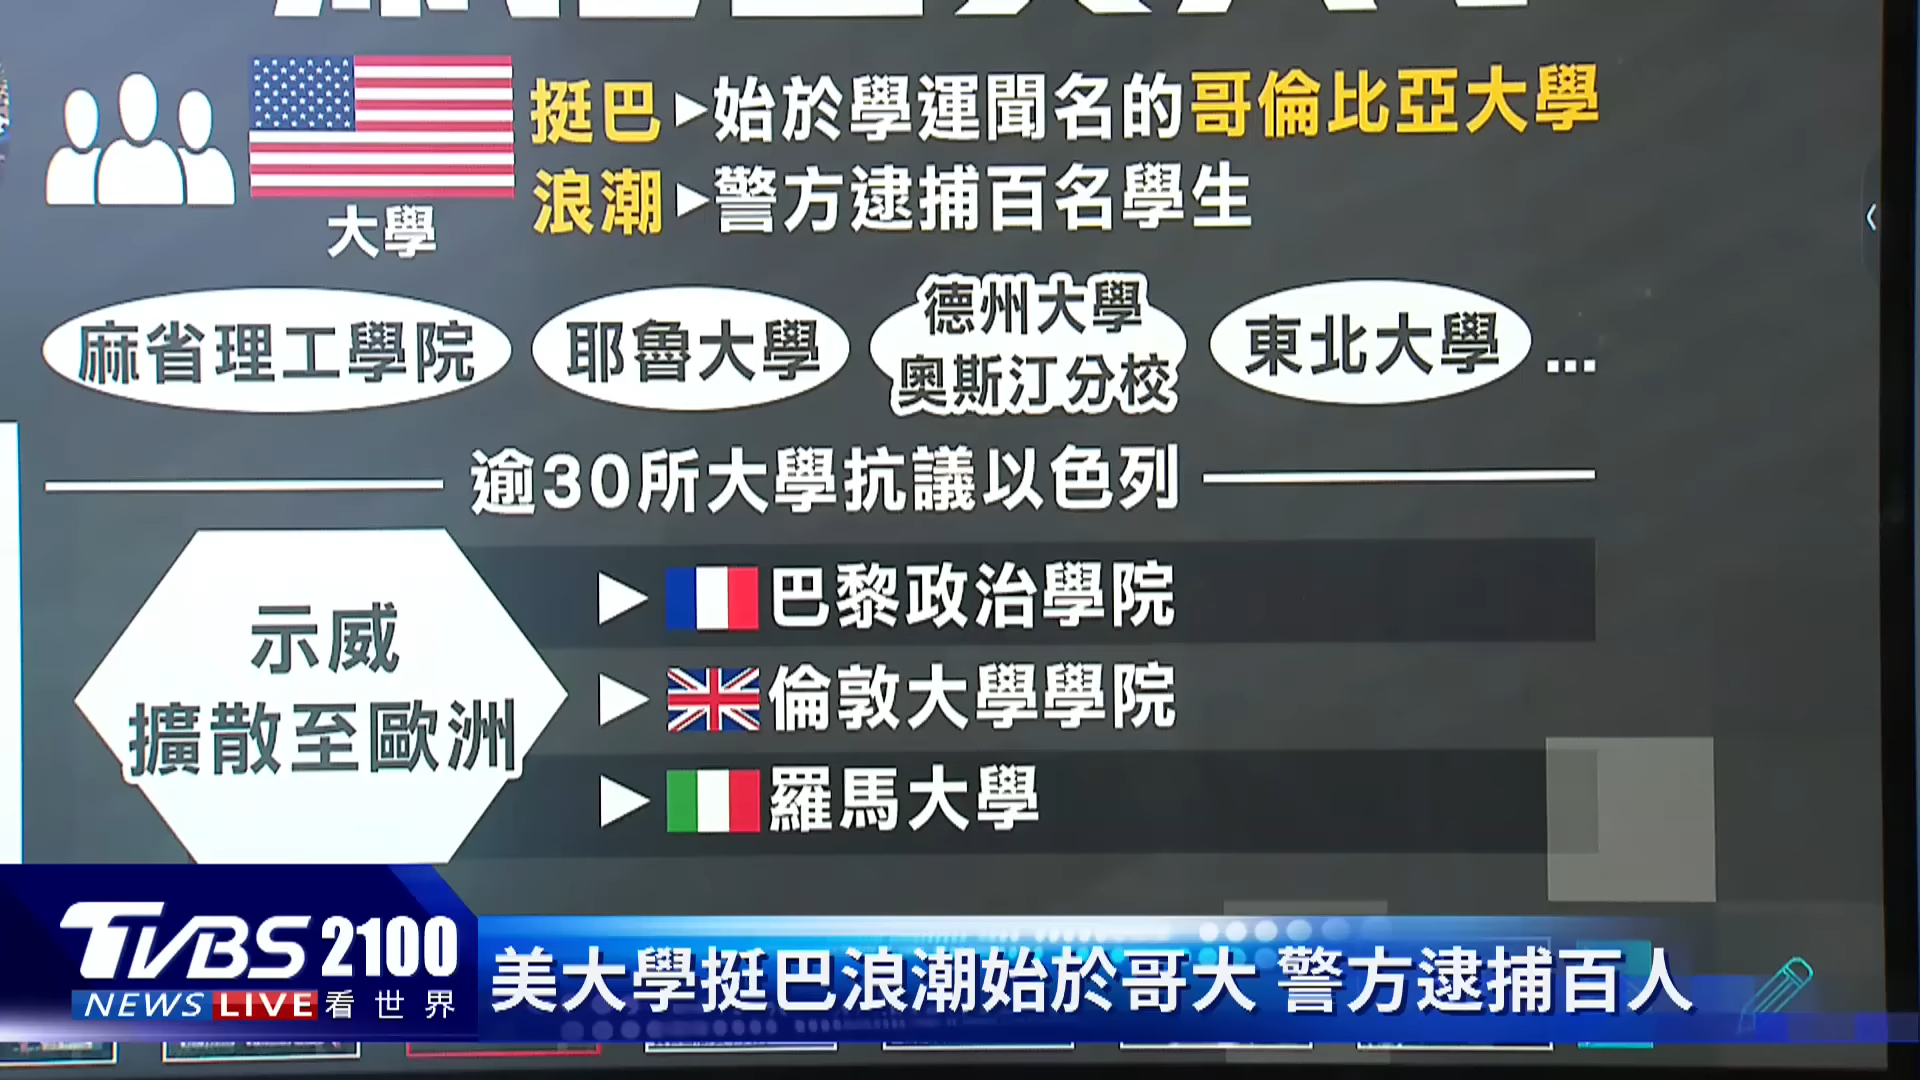 挺巴▶始於學運聞名的哥倫比亞大學
浪潮▶警方逮捕百名學生
大學
麻省理工學院
耶魯大學
德州大學
奧斯汀分校
東北大學
...
逾30所大學抗議以色列
示威
擴散至歐洲
▶巴黎政治學院
▶倫敦大學學院
▶羅馬大學
TVBS 2100
NEWS LIVE 看世界
美大學挺巴浪潮始於哥大 警方逮捕百人